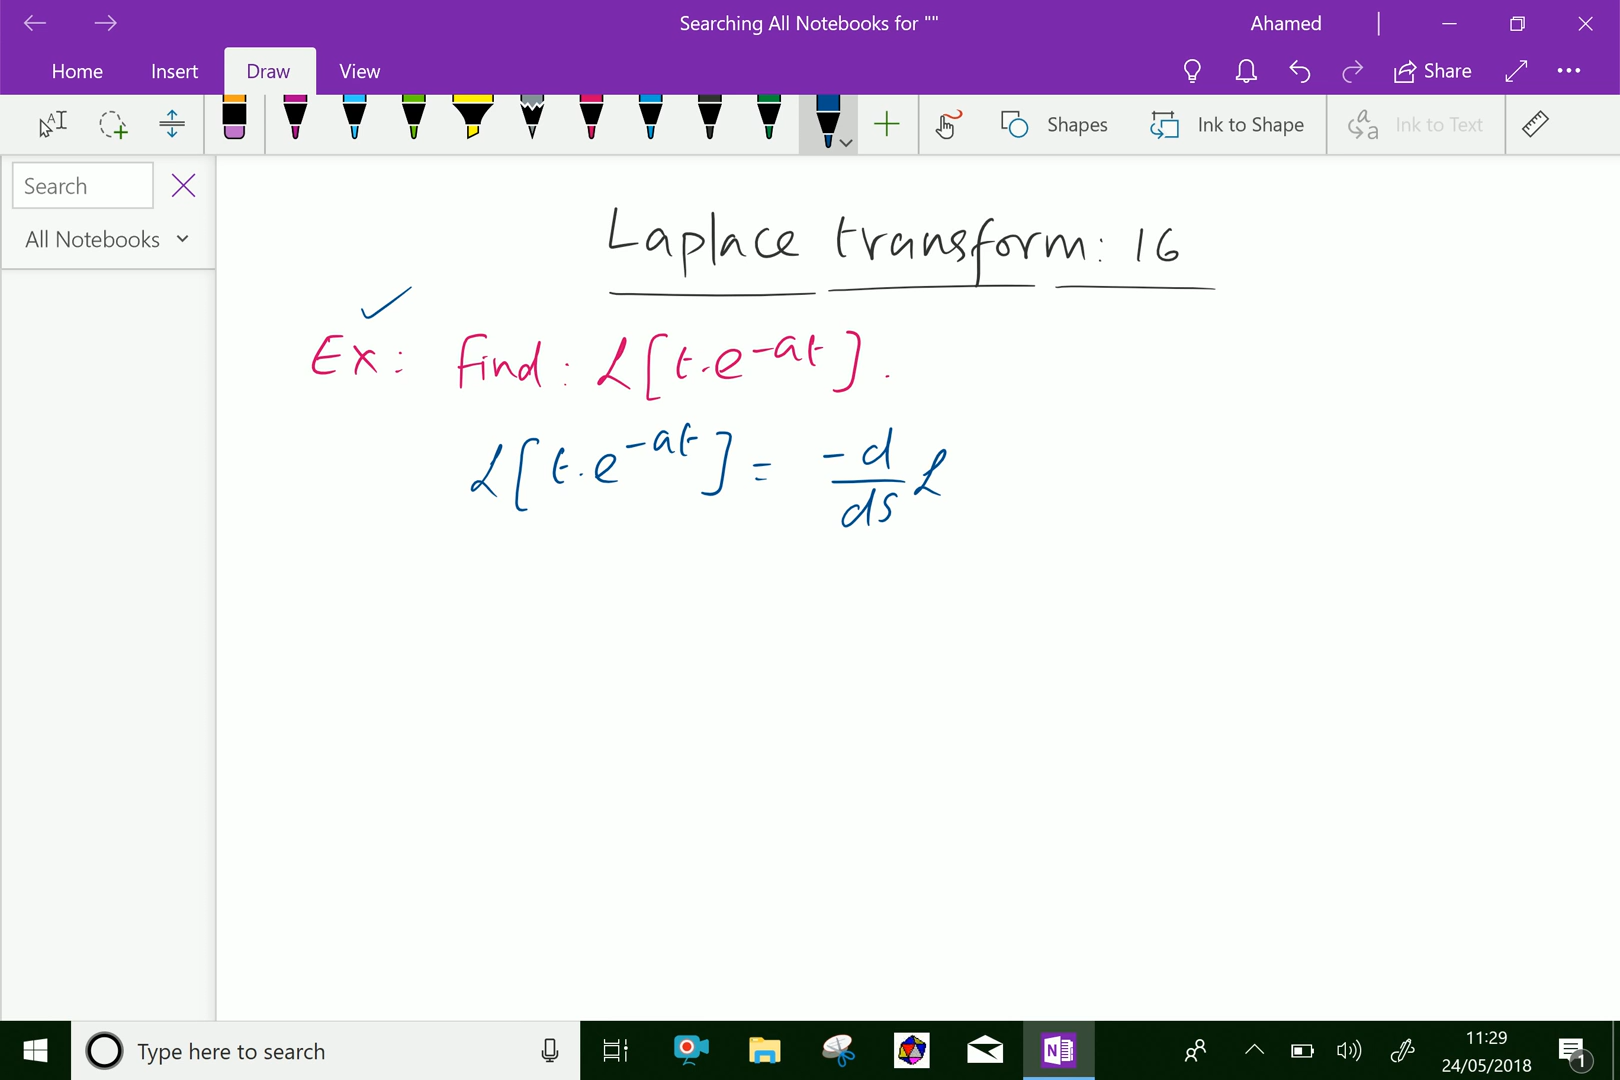 Searching All Notebooks for ""
Ahamed
Home Insert Draw View
Share
Shapes Ink to Shape Ink to Text
Search
All Notebooks
Laplace transform: 16
Ex: Find: ℒ[t.e^-at].
ℒ[t.e^-at] = -d/ds ℒ
Type here to search
11:29
24/05/2018
1